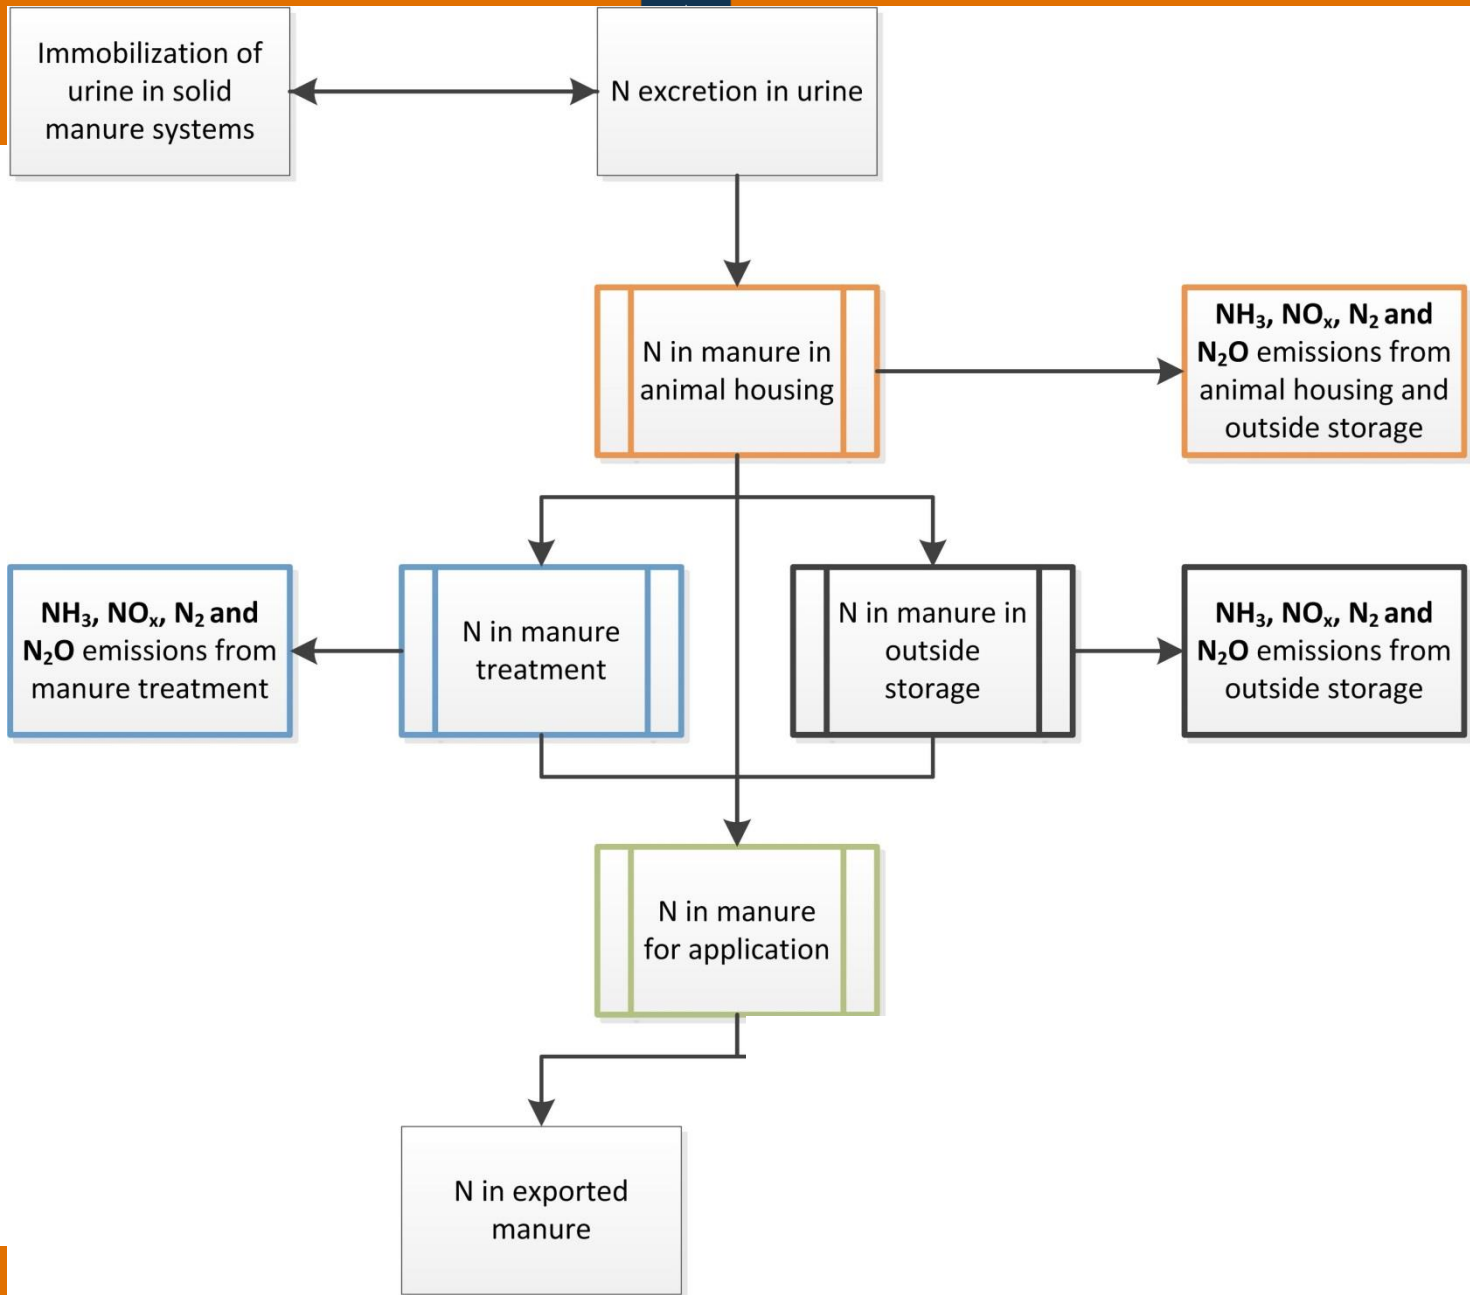 Immobilization of
urine in solid
manure systems
N excretion in urine
N in manure in
animal housing
NH₃, NOₓ, N₂ and
N₂O emissions from
animal housing and
outside storage
NH₃, NOₓ, N₂ and
N₂O emissions from
manure treatment
N in manure
treatment
N in manure in
outside
storage
NH₃, NOₓ, N₂ and
N₂O emissions from
outside storage
N in manure
for application
N in exported
manure